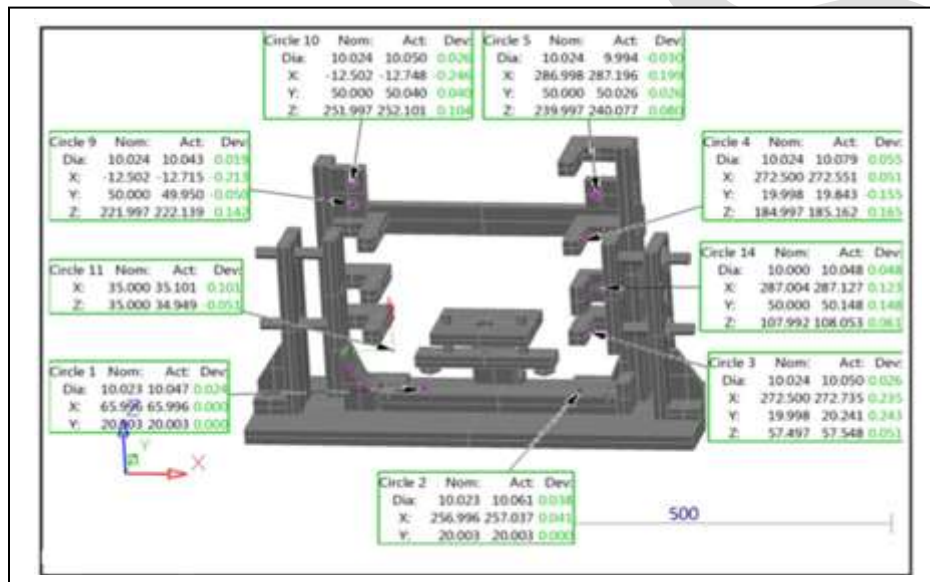 Circle 10 Nom: Act: Dev:
Dia: 10.024 10.050 0.026
X: -12.502 -12.748 -0.246
Y: 50.000 50.040 0.040
Z: 251.997 252.101 0.104
Circle 5 Nom: Act: Dev:
Dia: 10.024 9.994 -0.030
X: 286.998 287.196 0.199
Y: 50.000 50.026 0.026
Z: 239.997 240.077 0.080
Circle 9 Nom: Act: Dev:
Dia: 10.024 10.043 0.019
X: -12.502 -12.715 -0.213
Y: 50.000 49.950 -0.050
Z: 221.997 222.139 0.142
Circle 4 Nom: Act: Dev:
Dia: 10.024 10.079 0.055
X: 272.500 272.551 0.051
Y: 19.998 19.843 -0.155
Z: 184.997 185.162 0.165
Circle 11 Nom: Act: Dev:
X: 35.000 35.101 0.101
Z: 35.000 34.949 -0.051
Circle 14 Nom: Act: Dev:
Dia: 10.000 10.048 0.048
X: 287.004 287.127 0.123
Y: 50.000 50.148 0.148
Z: 107.992 108.053 0.061
Circle 1 Nom: Act: Dev:
Dia: 10.023 10.047 0.024
X: 65.996 65.996 0.000
Y: 20.003 20.003 0.000
Circle 3 Nom: Act: Dev:
Dia: 10.024 10.050 0.026
X: 272.500 272.735 0.235
Y: 19.998 20.241 0.243
Z: 57.497 57.548 0.051
Z
Y
X
Circle 2 Nom: Act: Dev:
Dia: 10.023 10.061 0.038
X: 256.996 257.037 0.041
Y: 20.003 20.003 0.000
500